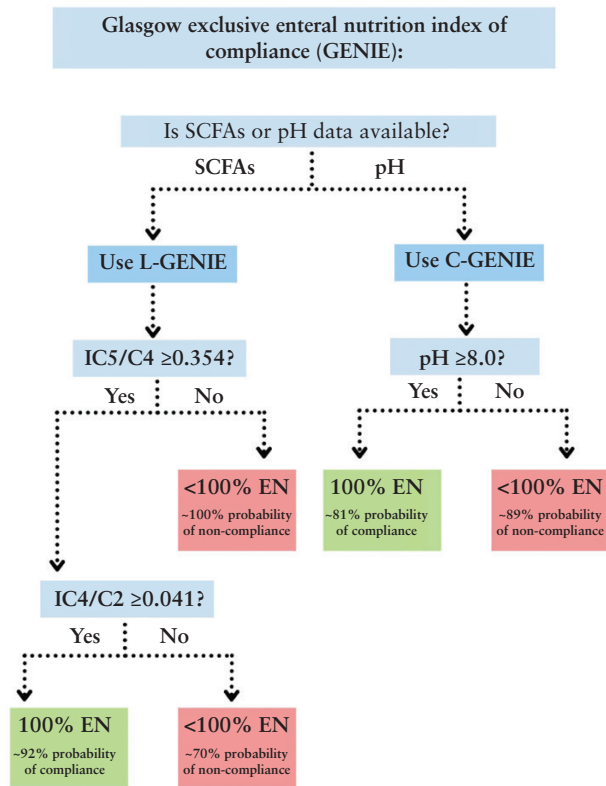 Glasgow exclusive enteral nutrition index of
compliance (GENIE):
Is SCFAs or pH data available?
SCFAs
pH
Use L-GENIE
Use C-GENIE
IC5/C4 ≥0.354?
pH ≥8.0?
Yes
No
Yes
No
<100% EN
~100% probability
of non-compliance
100% EN
~81% probability
of compliance
<100% EN
~89% probability
of non-compliance
IC4/C2 ≥0.041?
Yes
No
100% EN
~92% probability
of compliance
<100% EN
~70% probability
of non-compliance